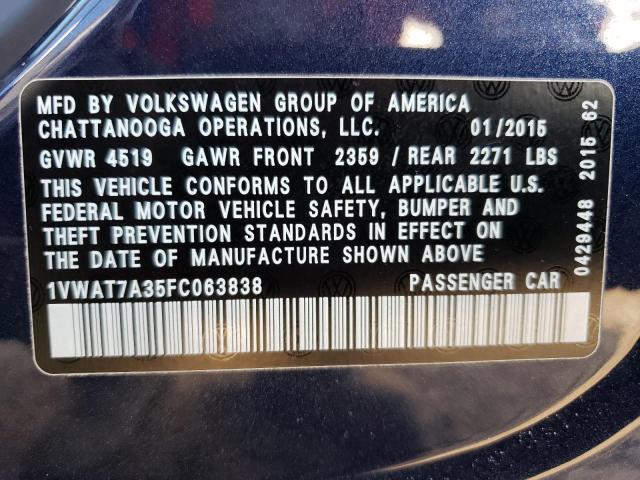 MFD BY VOLKSWAGEN GROUP OF AMERICA
CHATTANOOGA OPERATIONS, LLC. 01/2015
GVWR 4519 GAWR FRONT 2359 / REAR 2271 LBS
THIS VEHICLE CONFORMS TO ALL APPLICABLE U.S.
FEDERAL MOTOR VEHICLE SAFETY, BUMPER AND
THEFT PREVENTION STANDARDS IN EFFECT ON
THE DATE OF MANUFACTURE SHOWN ABOVE
1VWAT7A35FC063838 PASSENGER CAR
0429448 2015 62